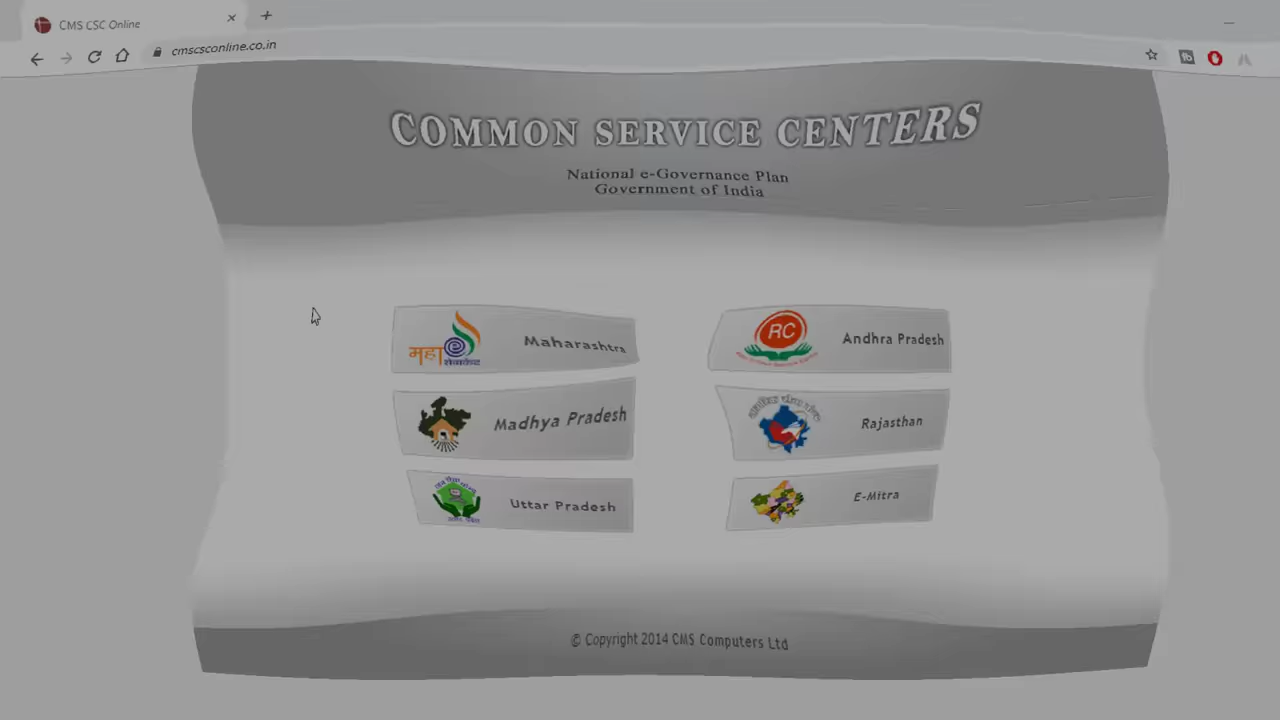 CMS CSC Online
cmscsconline.co.in
COMMON SERVICE CENTERS
National e-Governance Plan
Government of India
महा e
सेवाकेंद्र
Maharashtra
RC
Andhra Pradesh
Madhya Pradesh
Rajasthan
Uttar Pradesh
E-Mitra
© Copyright 2014 CMS Computers Ltd